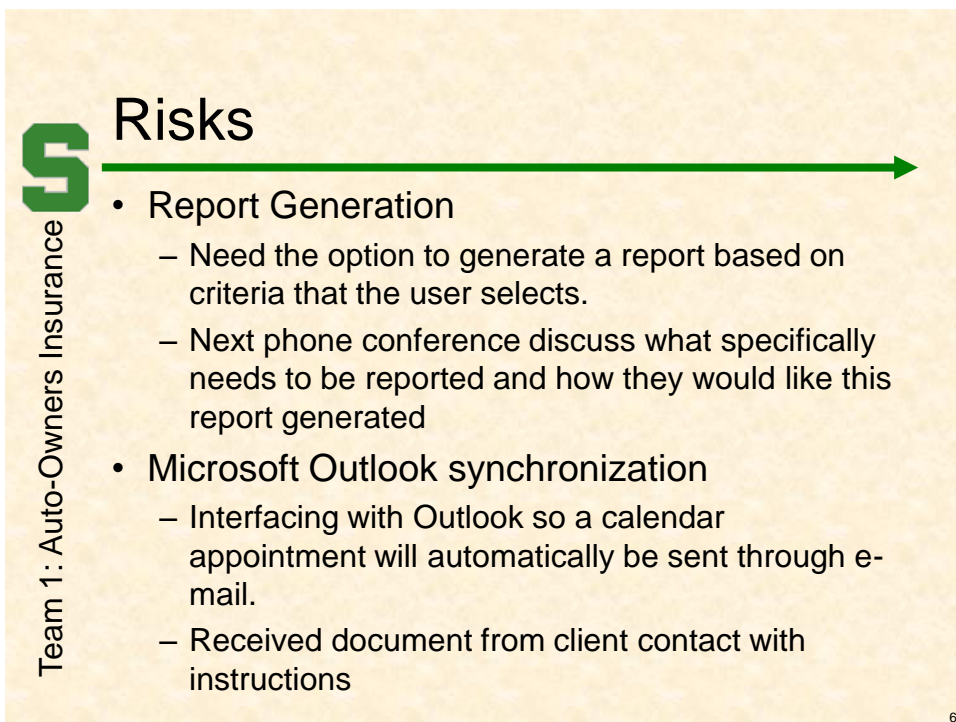 Risks
S
Team 1: Auto-Owners Insurance
• Report Generation
– Need the option to generate a report based on
criteria that the user selects.
– Next phone conference discuss what specifically
needs to be reported and how they would like this
report generated
• Microsoft Outlook synchronization
– Interfacing with Outlook so a calendar
appointment will automatically be sent through e-
mail.
– Received document from client contact with
instructions
6